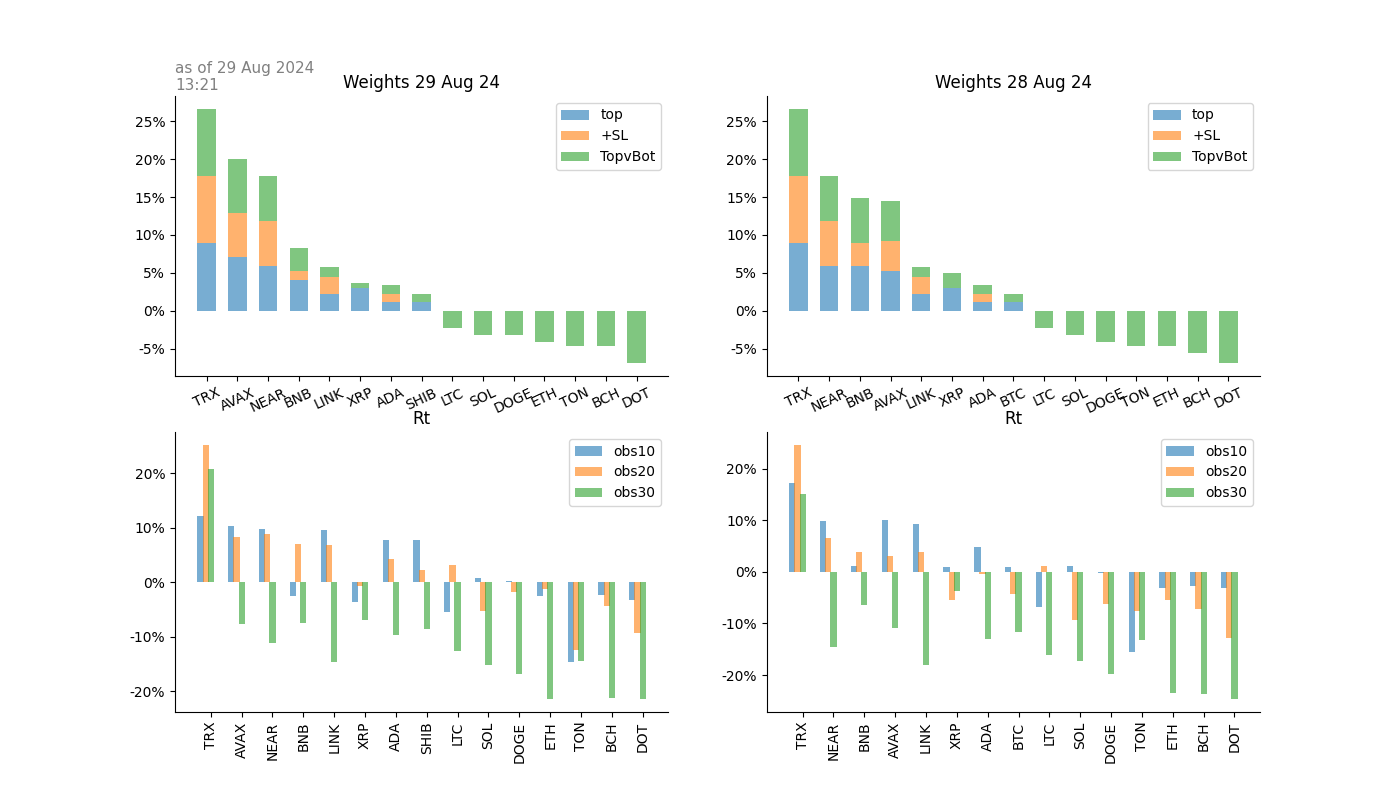 as of 29 Aug 2024
13:21
Weights 29 Aug 24
25%
20%
15%
10%
5%
0%
-5%
top
+SL
TopvBot
TRX AVAX NEAR BNB LINK XRP ADA SHIB LTC SOL DOGE ETH TON BCH DOT
Weights 28 Aug 24
25%
20%
15%
10%
5%
0%
-5%
top
+SL
TopvBot
TRX NEAR BNB AVAX LINK XRP ADA BTC LTC SOL DOGE TON ETH BCH DOT
Rt
20%
10%
0%
-10%
-20%
obs10
obs20
obs30
TRX AVAX NEAR BNB LINK XRP ADA SHIB LTC SOL DOGE ETH TON BCH DOT
Rt
20%
10%
0%
-10%
-20%
obs10
obs20
obs30
TRX NEAR BNB AVAX LINK XRP ADA BTC LTC SOL DOGE TON ETH BCH DOT